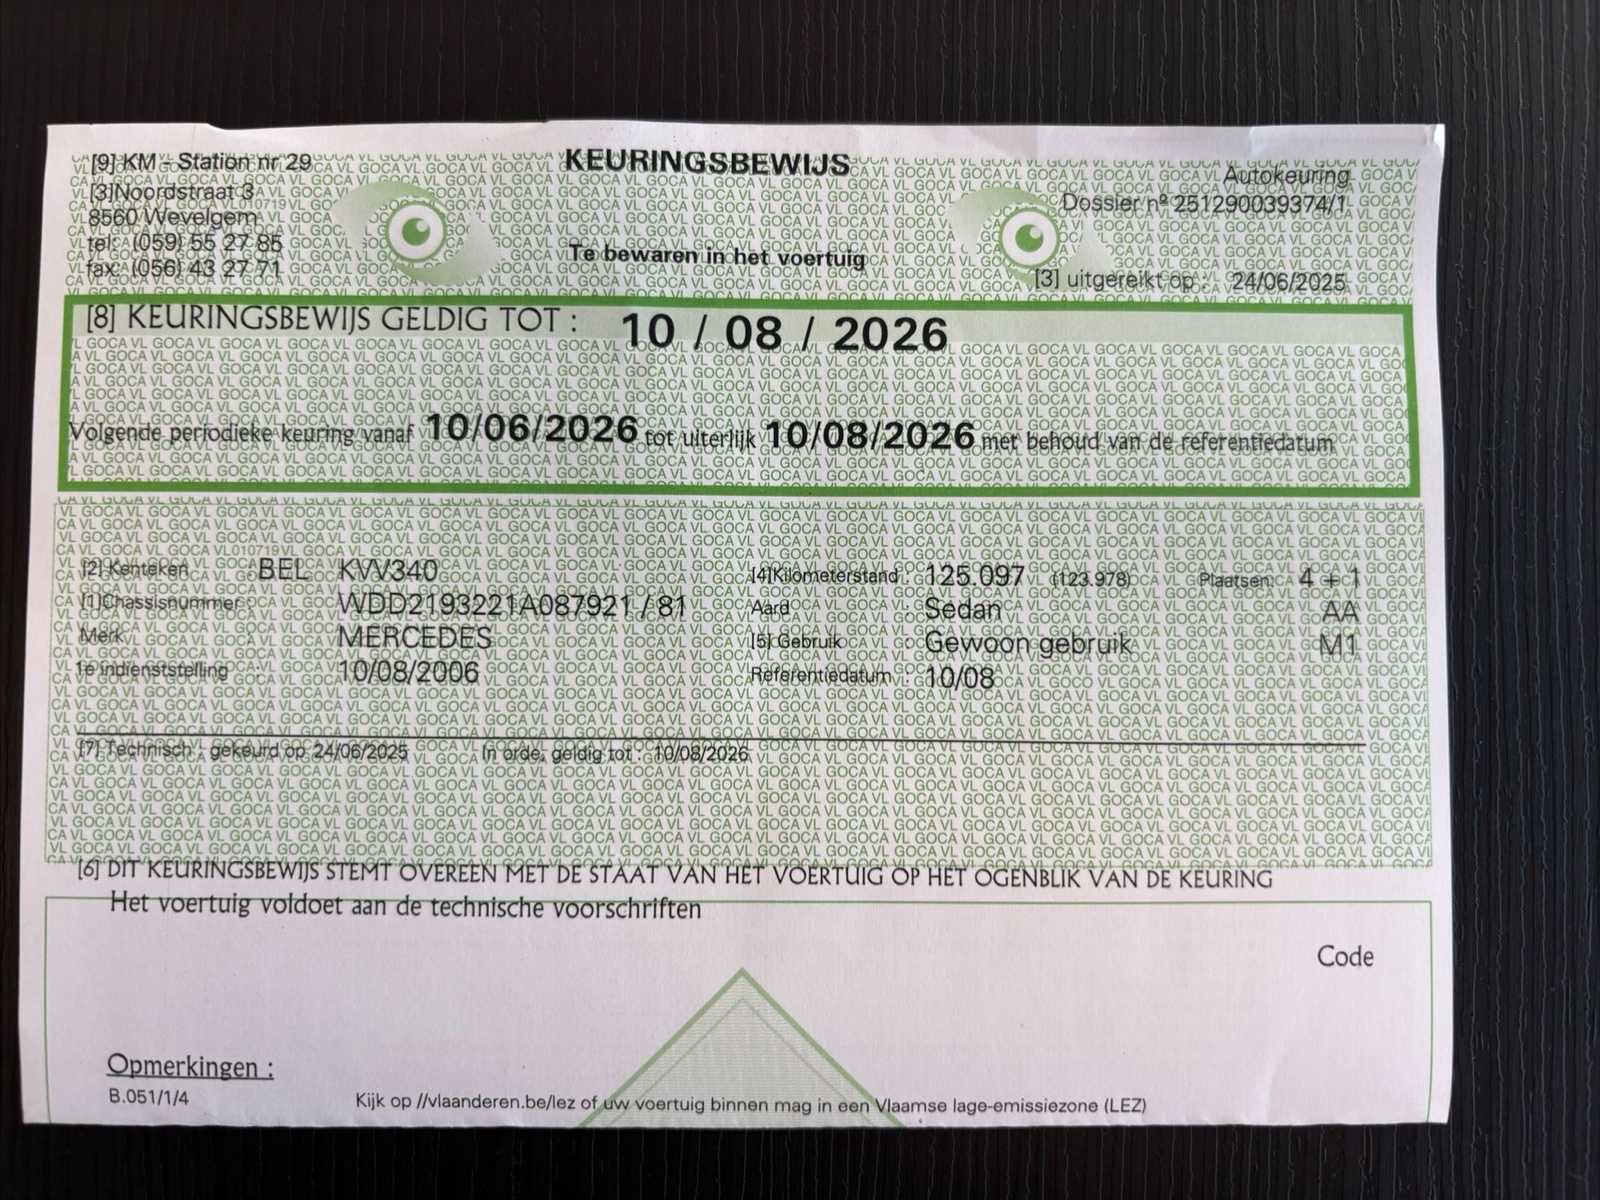 [9] KM - Station nr 29
KEURINGSBEWIJS
Autokeuring
[3]Noordstraat 3
Dossier nº 251290039374/1
8560 Wevelgem
tel.: (059) 55 27 85
Te bewaren in het voertuig
fax: (056) 43 27 71
[3] uitgereikt op : 24/06/2025
[8] KEURINGSBEWIJS GELDIG TOT : 10 / 08 / 2026
Volgende periodieke keuring vanaf 10/06/2026 tot uiterlijk 10/08/2026 met behoud van de referentiedatum
[2] Kenteken : BEL KVV340
[4]Kilometerstand : 125.097 (123.978) Plaatsen: 4 + 1
[1]Chassisnummer : WDD2193221A087921 / 81
Aard : Sedan AA
Merk : MERCEDES
[5] Gebruik : Gewoon gebruik M1
1e indienststelling : 10/08/2006
Referentiedatum : 10/08
[7] Technisch : gekeurd op 24/06/2025 In orde, geldig tot : 10/08/2026
[6] DIT KEURINGSBEWIJS STEMT OVEREEN MET DE STAAT VAN HET VOERTUIG OP HET OGENBLIK VAN DE KEURING
Het voertuig voldoet aan de technische voorschriften
Code
Opmerkingen :
B.051/1/4
Kijk op //vlaanderen.be/lez of uw voertuig binnen mag in een Vlaamse lage-emissiezone (LEZ)